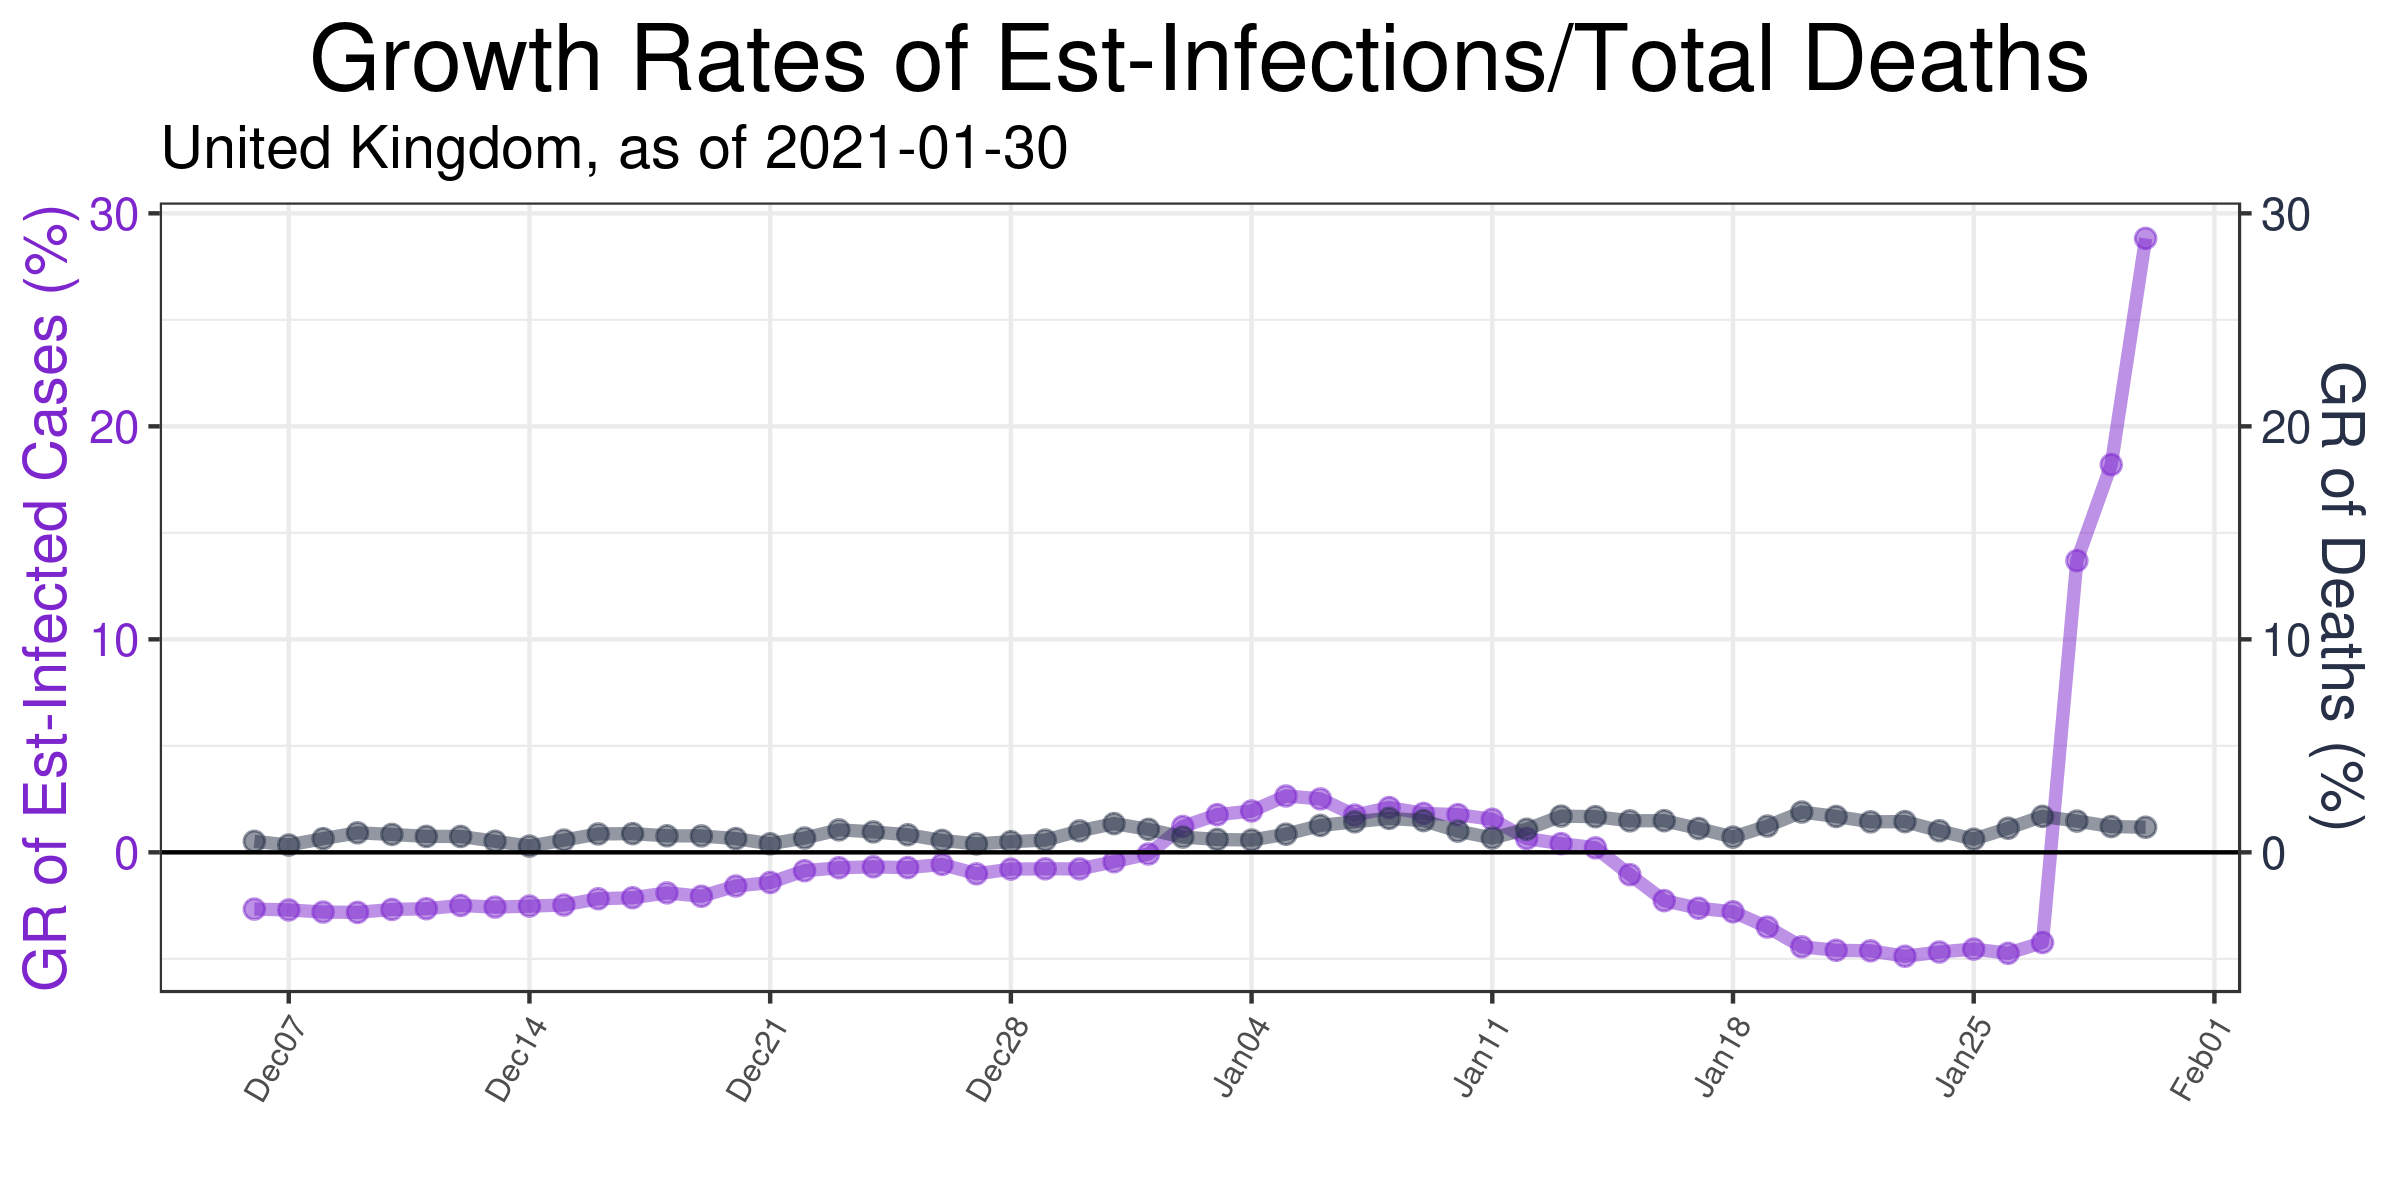 Growth Rates of Est-Infections/Total Deaths
United Kingdom, as of 2021-01-30
GR of Est-Infected Cases (%)
30
20
10
0
30
20
10
0
GR of Deaths (%)
Dec07
Dec14
Dec21
Dec28
Jan04
Jan11
Jan18
Jan25
Feb01